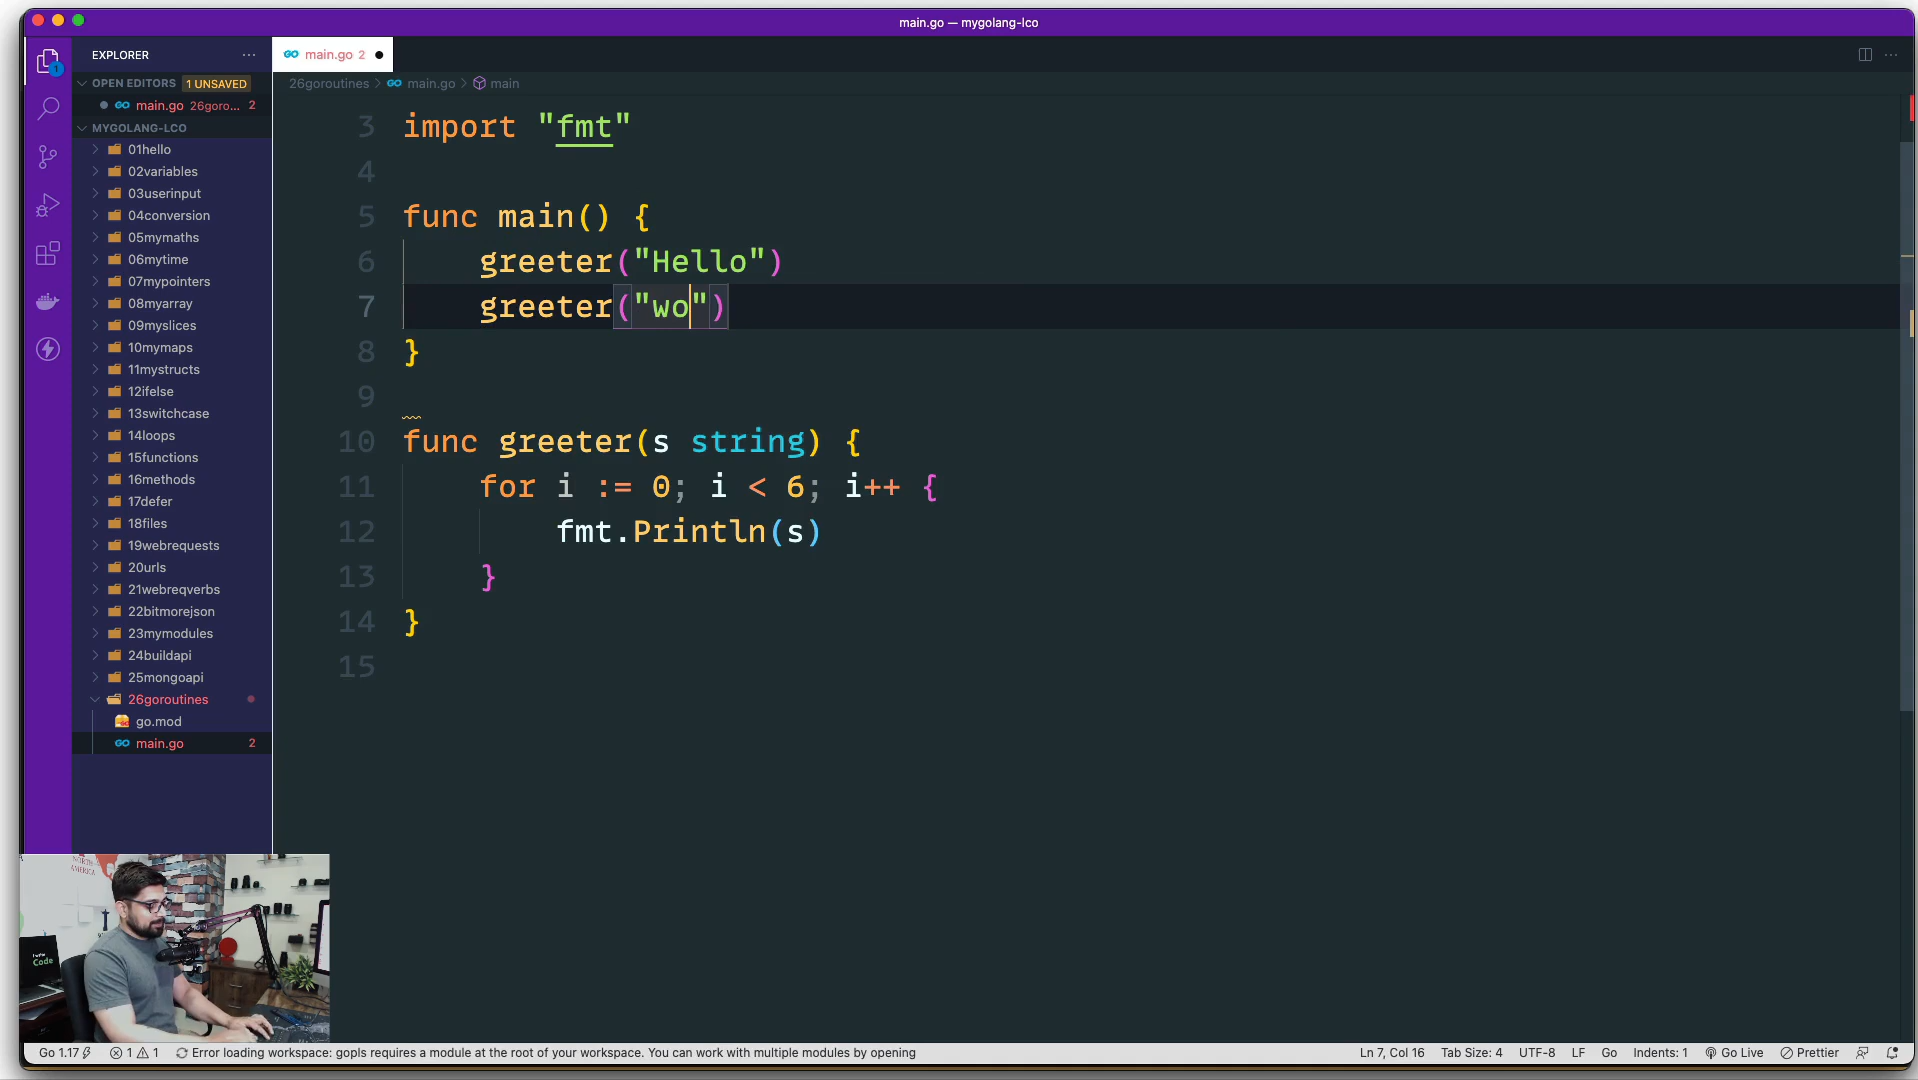 main.go — mygolang-lco
EXPLORER
main.go 2
OPEN EDITORS 1 UNSAVED
main.go 26goro... 2
26goroutines > main.go > main
MYGOLANG-LCO
01hello
02variables
03userinput
04conversion
05mymaths
06mytime
07mypointers
08myarray
09myslices
10mymaps
11mystructs
12ifelse
13switchcase
14loops
15functions
16methods
17defer
18files
19webrequests
20urls
21webreqverbs
22bitmorejson
23mymodules
24buildapi
25mongoapi
26goroutines
go.mod
main.go 2
3 import "fmt"
4
5 func main() {
6 greeter("Hello")
7 greeter("wo")
8 }
9
10 func greeter(s string) {
11 for i := 0; i < 6; i++ {
12 fmt.Println(s)
13 }
14 }
15
NORTH
AMERICA
Code
Go 1.17 1 1 Error loading workspace: gopls requires a module at the root of your workspace. You can work with multiple modules by opening
Ln 7, Col 16 Tab Size: 4 UTF-8 LF Go Indents: 1 Go Live Prettier